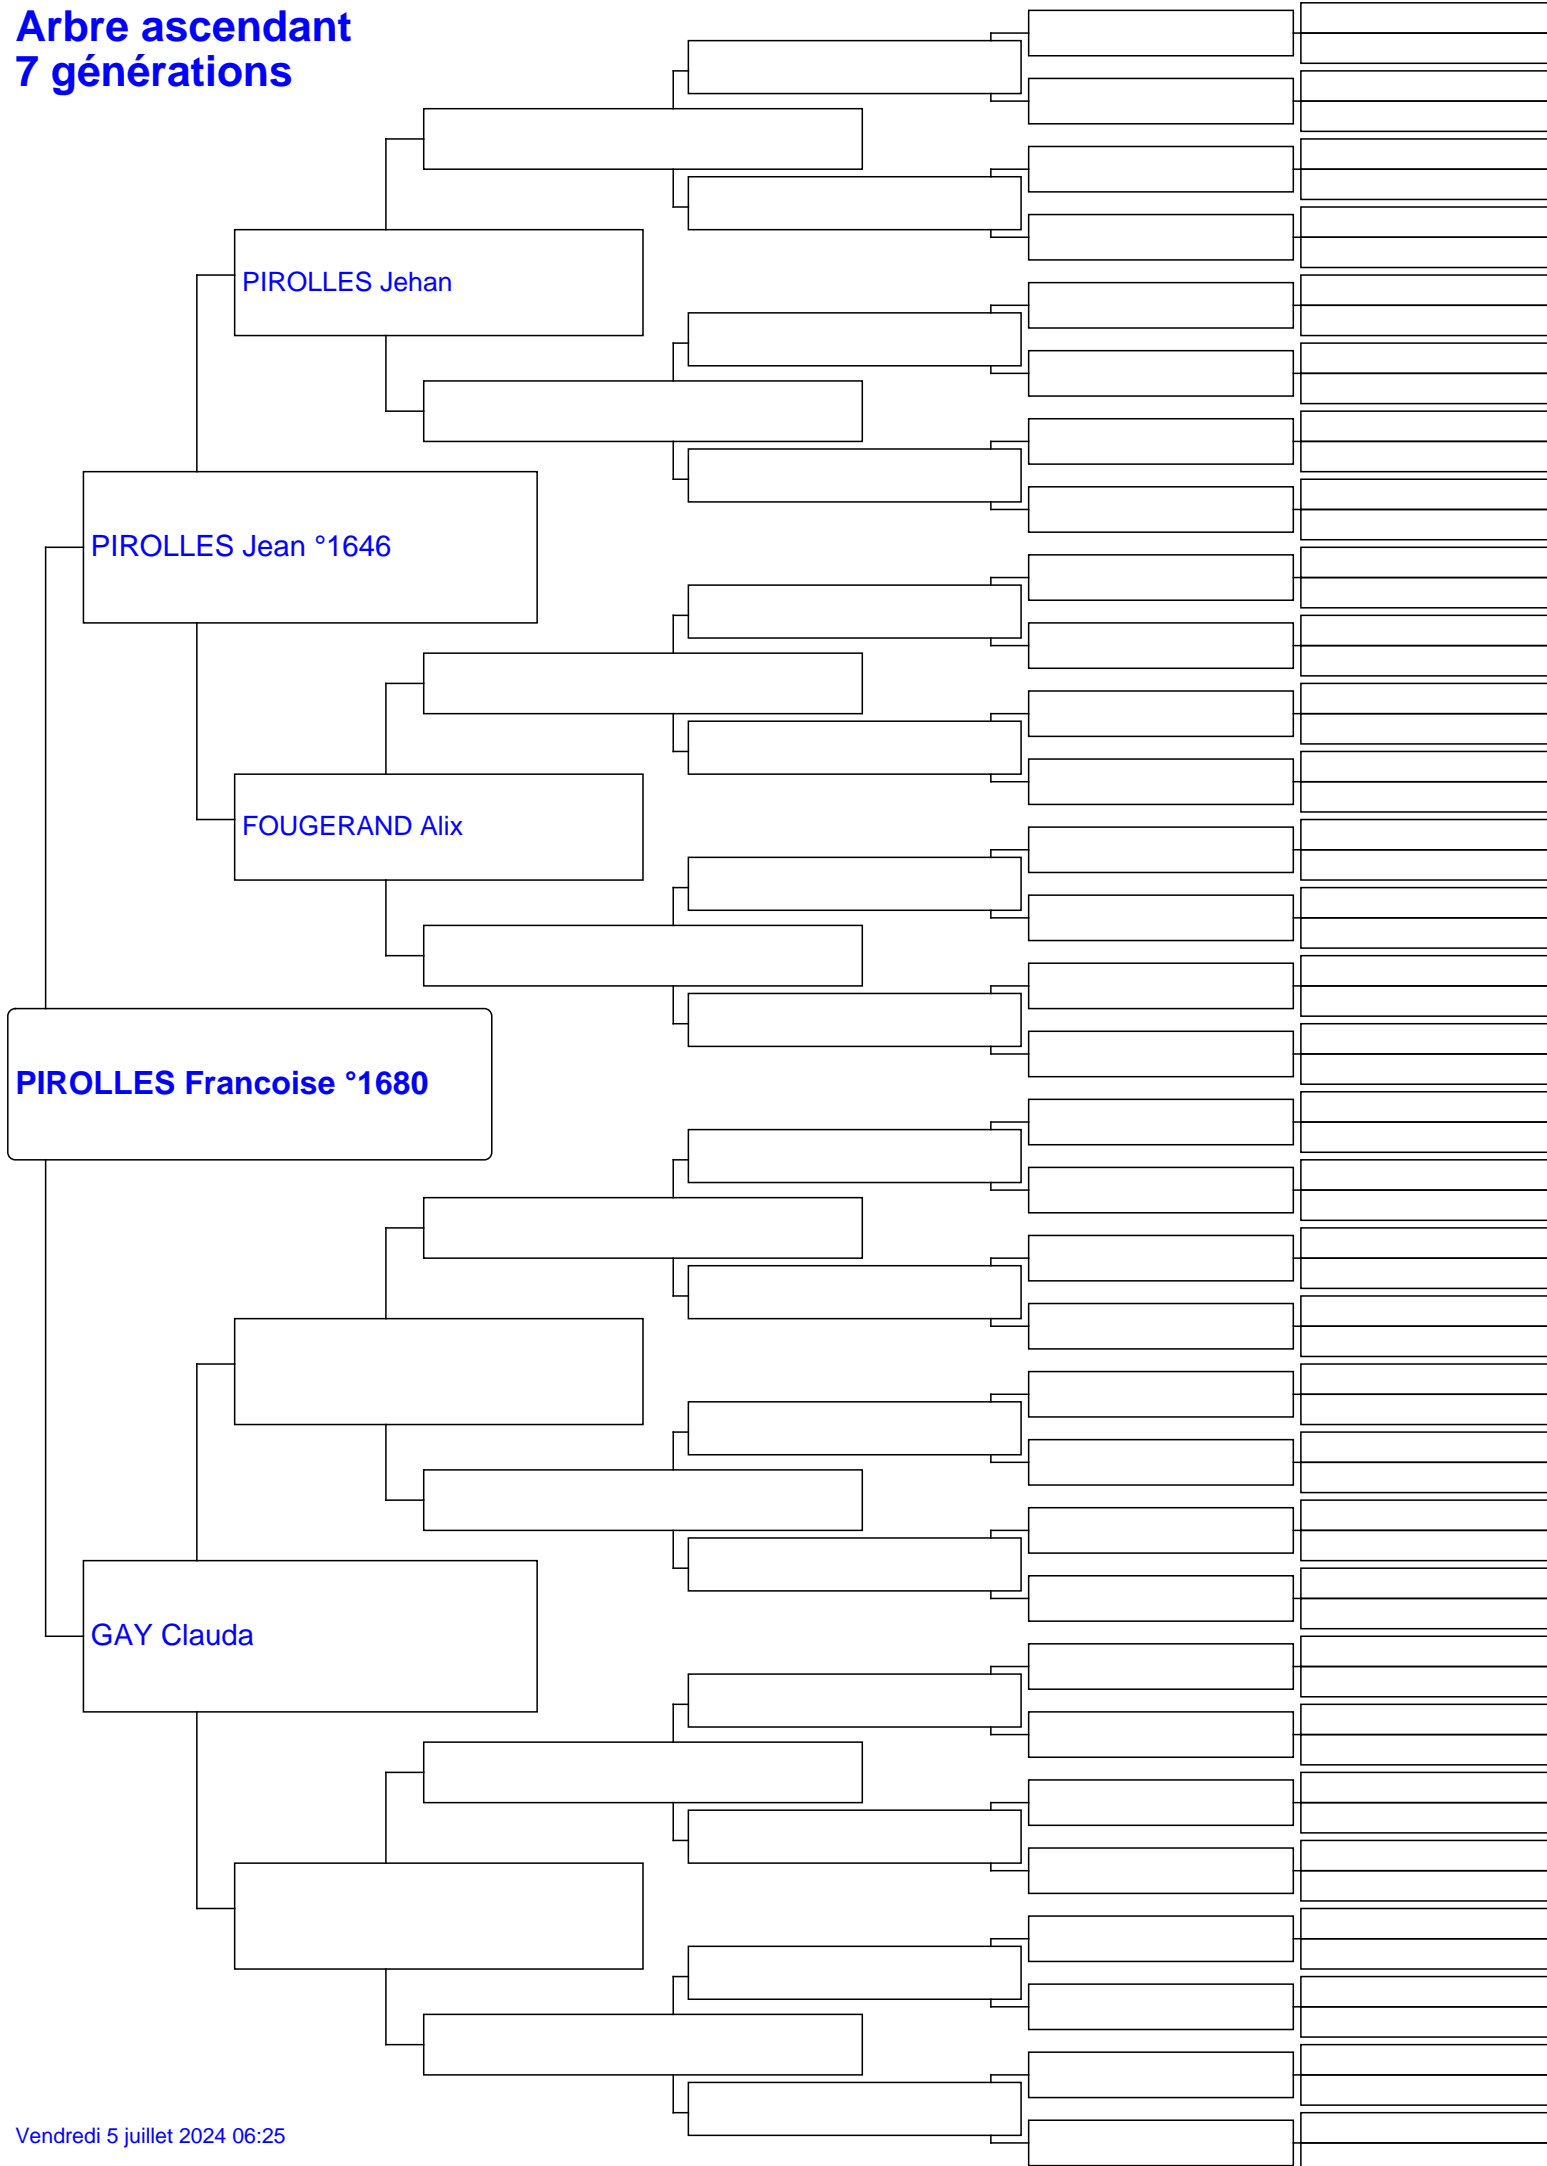 Arbre ascendant
7 générations
PIROLLES Jehan
PIROLLES Jean °1646
FOUGERAND Alix
PIROLLES Francoise °1680
GAY Clauda
Vendredi 5 juillet 2024 06:25